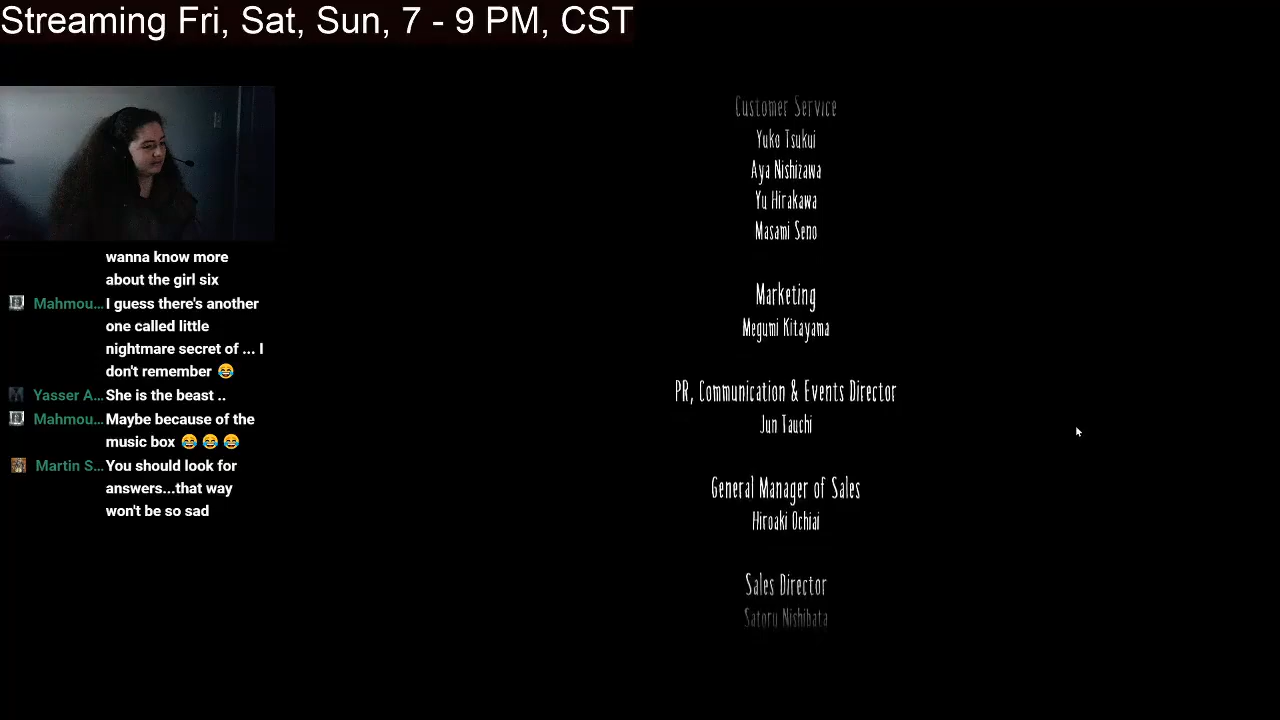 Streaming Fri, Sat, Sun, 7 - 9 PM, CST
wanna know more
about the girl six
Mahmou... I guess there's another
one called little
nightmare secret of ... I
don't remember 😂
Yasser A... She is the beast ..
Mahmou... Maybe because of the
music box 😂 😂 😂
Martin S... You should look for
answers...that way
won't be so sad
Customer Service
Yuko Tsukui
Aya Nishizawa
Yu Hirakawa
Masami Seno
Marketing
Megumi Kitayama
PR, Communication & Events Director
Jun Tauchi
General Manager of Sales
Hiroaki Ochiai
Sales Director
Satoru Nishibata